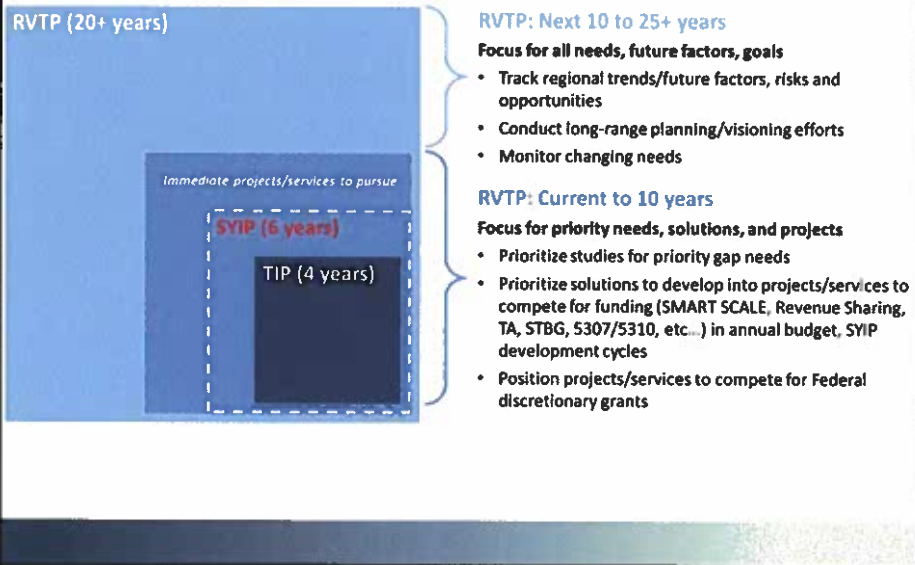 RVTP (20+ years)
Immediate projects/services to pursue
SYIP (6 years)
TIP (4 years)
RVTP: Next 10 to 25+ years
Focus for all needs, future factors, goals
• Track regional trends/future factors, risks and
opportunities
• Conduct long-range planning/visioning efforts
• Monitor changing needs
RVTP: Current to 10 years
Focus for priority needs, solutions, and projects
• Prioritize studies for priority gap needs
• Prioritize solutions to develop into projects/services to
compete for funding (SMART SCALE, Revenue Sharing,
TA, STBG, 5307/5310, etc...) in annual budget, SYIP
development cycles
• Position projects/services to compete for Federal
discretionary grants